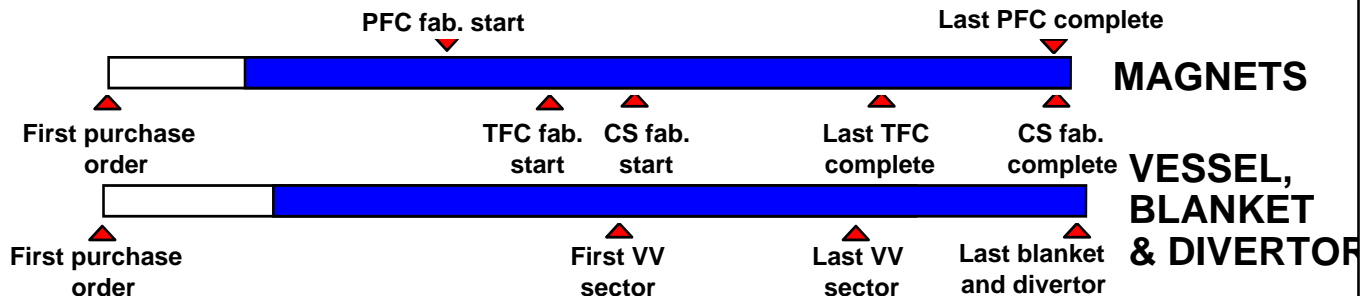 PFC fab. start
Last PFC complete
MAGNETS
First purchase
order
TFC fab.
start
CS fab.
start
Last TFC
complete
CS fab.
complete
VESSEL,
BLANKET
& DIVERTOR
First purchase
order
First VV
sector
Last VV
sector
Last blanket
and divertor